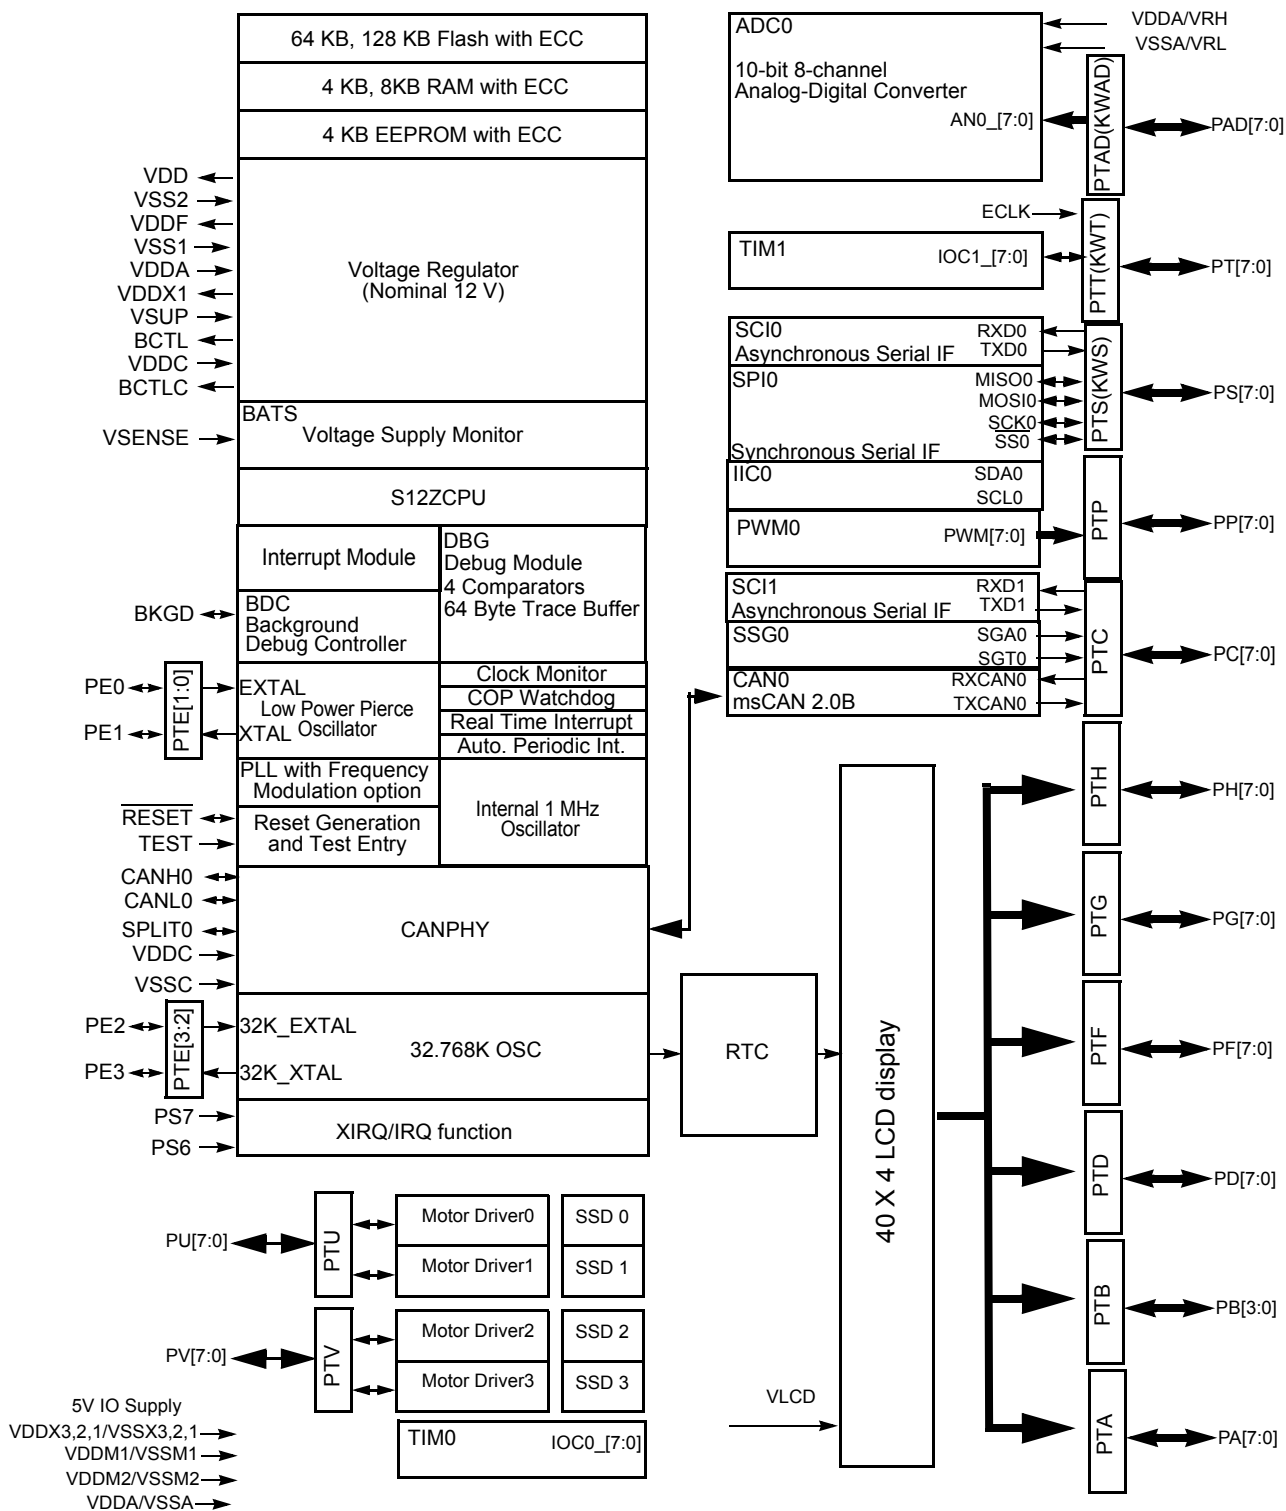 64 KB, 128 KB Flash with ECC
4 KB, 8KB RAM with ECC
4 KB EEPROM with ECC
VDD
VSS2
VDDF
VSS1
VDDA
VDDX1
VSUP
BCTL
VDDC
BCTLC
Voltage Regulator
(Nominal 12 V)
VSENSE
BATS
Voltage Supply Monitor
S12ZCPU
Interrupt Module
DBG
Debug Module
4 Comparators
64 Byte Trace Buffer
BKGD
BDC
Background
Debug Controller
PE0
PE1
PTE[1:0]
EXTAL
Low Power Pierce
Oscillator
XTAL
Clock Monitor
COP Watchdog
Real Time Interrupt
Auto. Periodic Int.
PLL with Frequency
Modulation option
Internal 1 MHz
Oscillator
RESET
TEST
Reset Generation
and Test Entry
CANH0
CANL0
SPLIT0
VDDC
VSSC
CANPHY
PE2
PE3
PTE[3:2]
32K_EXTAL
32.768K OSC
32K_XTAL
PS7
PS6
XIRQ/IRQ function
RTC
PU[7:0]
PTU
Motor Driver0
SSD 0
Motor Driver1
SSD 1
PV[7:0]
PTV
Motor Driver2
SSD 2
Motor Driver3
SSD 3
5V IO Supply
VDDX3,2,1/VSSX3,2,1
VDDM1/VSSM1
VDDM2/VSSM2
VDDA/VSSA
TIM0
IOC0_[7:0]
ADC0
10-bit 8-channel
Analog-Digital Converter
AN0_[7:0]
VDDA/VRH
VSSA/VRL
PTAD(KWAD)
PAD[7:0]
ECLK
TIM1
IOC1_[7:0]
PTT(KWT)
PT[7:0]
SCI0
RXD0
Asynchronous Serial IF
TXD0
SPI0
MISO0
MOSI0
SCK0
SS0
Synchronous Serial IF
PTS(KWS)
PS[7:0]
IIC0
SDA0
SCL0
PWM0
PWM[7:0]
PTP
PP[7:0]
SCI1
RXD1
Asynchronous Serial IF
TXD1
SSG0
SGA0
SGT0
CAN0
RXCAN0
msCAN 2.0B
TXCAN0
PTC
PC[7:0]
40 X 4 LCD display
VLCD
PTH
PH[7:0]
PTG
PG[7:0]
PTF
PF[7:0]
PTD
PD[7:0]
PTB
PB[3:0]
PTA
PA[7:0]